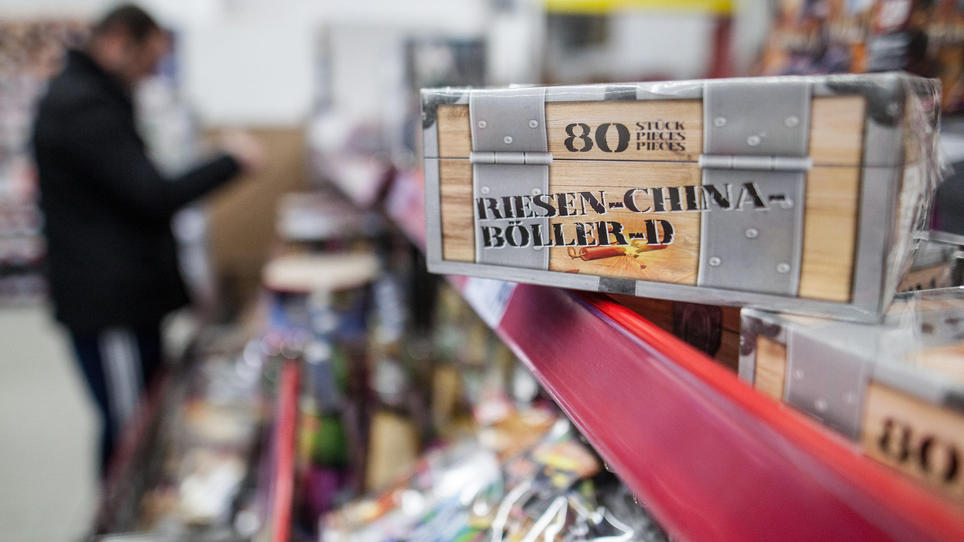 80 STÜCK
PIECES
PIECES
RIESEN-CHINA-
BÖLLER-D
80